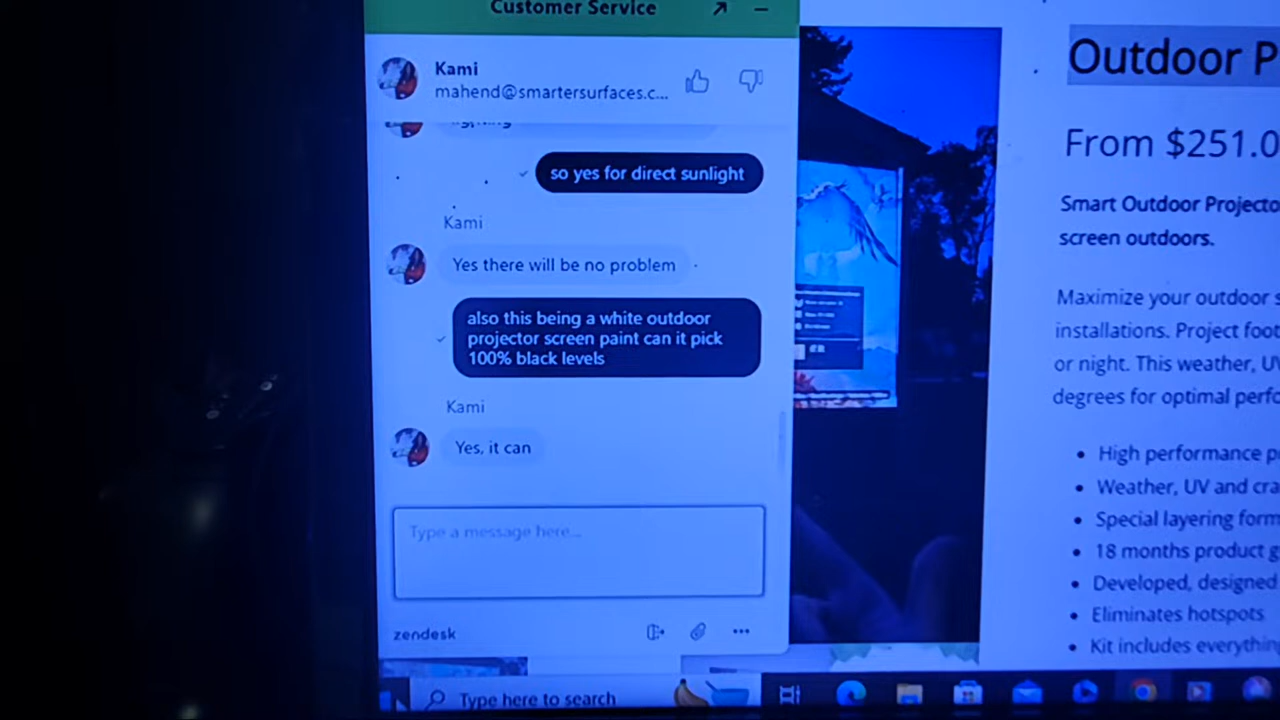 Customer Service
Kami
mahend@smartersurfaces.c...
so yes for direct sunlight
Kami
Yes there will be no problem
also this being a white outdoor
projector screen paint can it pick
100% black levels
Kami
Yes, it can
Type a message here...
zendesk
Type here to search
Outdoor P
From $251.0
Smart Outdoor Projecto
screen outdoors.
Maximize your outdoor s
installations. Project foot
or night. This weather, UV
degrees for optimal perfo
• High performance p
• Weather, UV and cra
• Special layering form
• 18 months product g
• Developed, designed
• Eliminates hotspots
• Kit includes everything